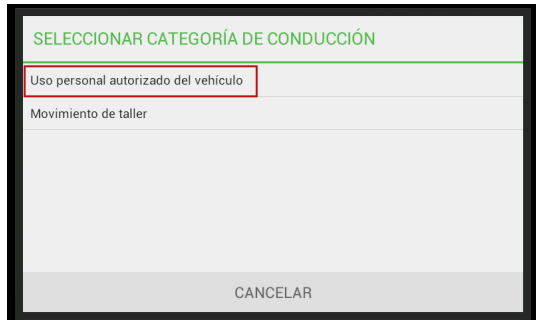 SELECCIONAR CATEGORÍA DE CONDUCCIÓN
Uso personal autorizado del vehículo
Movimiento de taller
CANCELAR